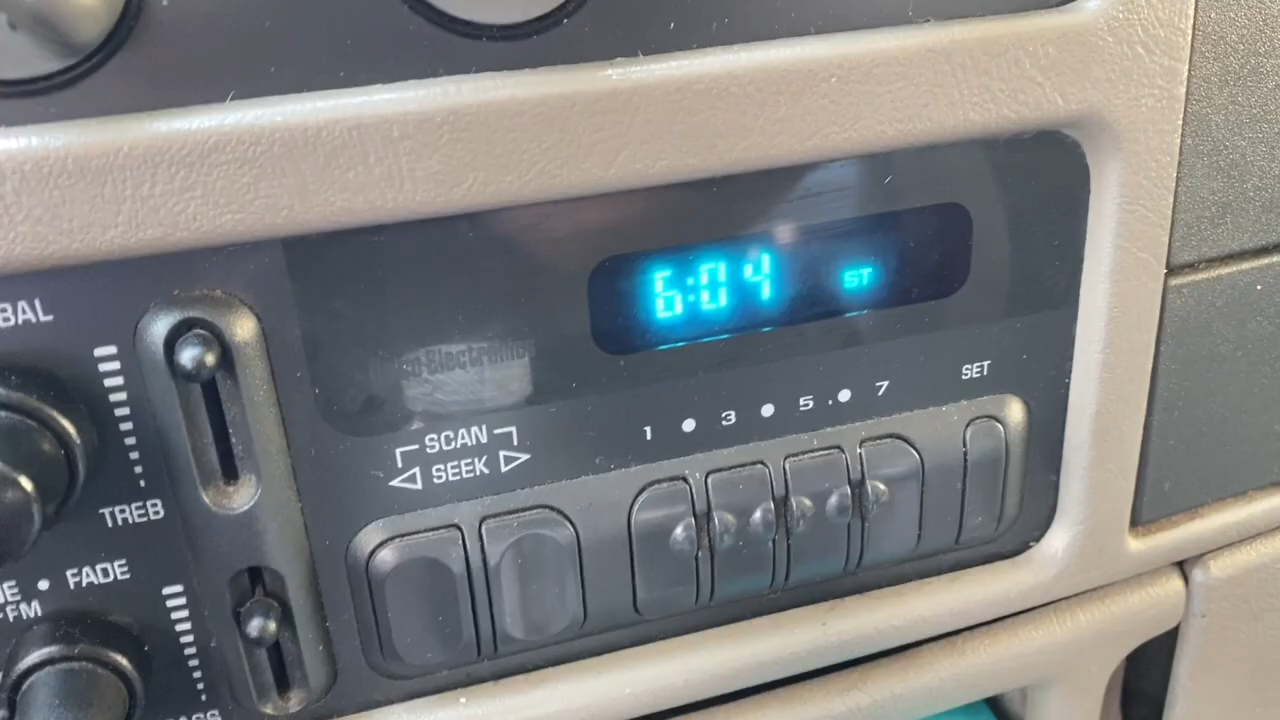 6:04 ST
BAL
SET
1 • 3 • 5 • 7
SCAN
SEEK
TREB
• FADE
FM